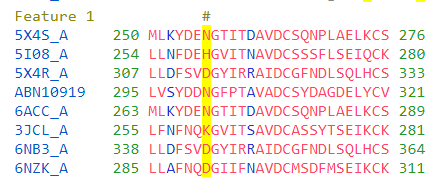 Feature 1 #
5X4S_A 250 MLKYDENGTITDAVDCSQNPLAELKCS 276
5I08_A 254 LLNFDEHGVITNAVDCSSSFLSEIQCK 280
5X4R_A 307 LLDFSVDGYIRRAIDCGFNDLSQLHCS 333
ABN10919 295 LVSYDDNGFPTAVADCSYDAGDELYCV 321
6ACC_A 263 MLKYDENGTITDAVDCSQNPLAELKCS 289
3JCL_A 255 LFNFNQKGVITSAVDCASSYTSEIKCK 281
6NB3_A 338 LLDFSVDGYIRRAIDCGFNDLSQLHCS 364
6NZK_A 285 LLAFNQDGIIFNAVDCMSDFMSEIKCK 311